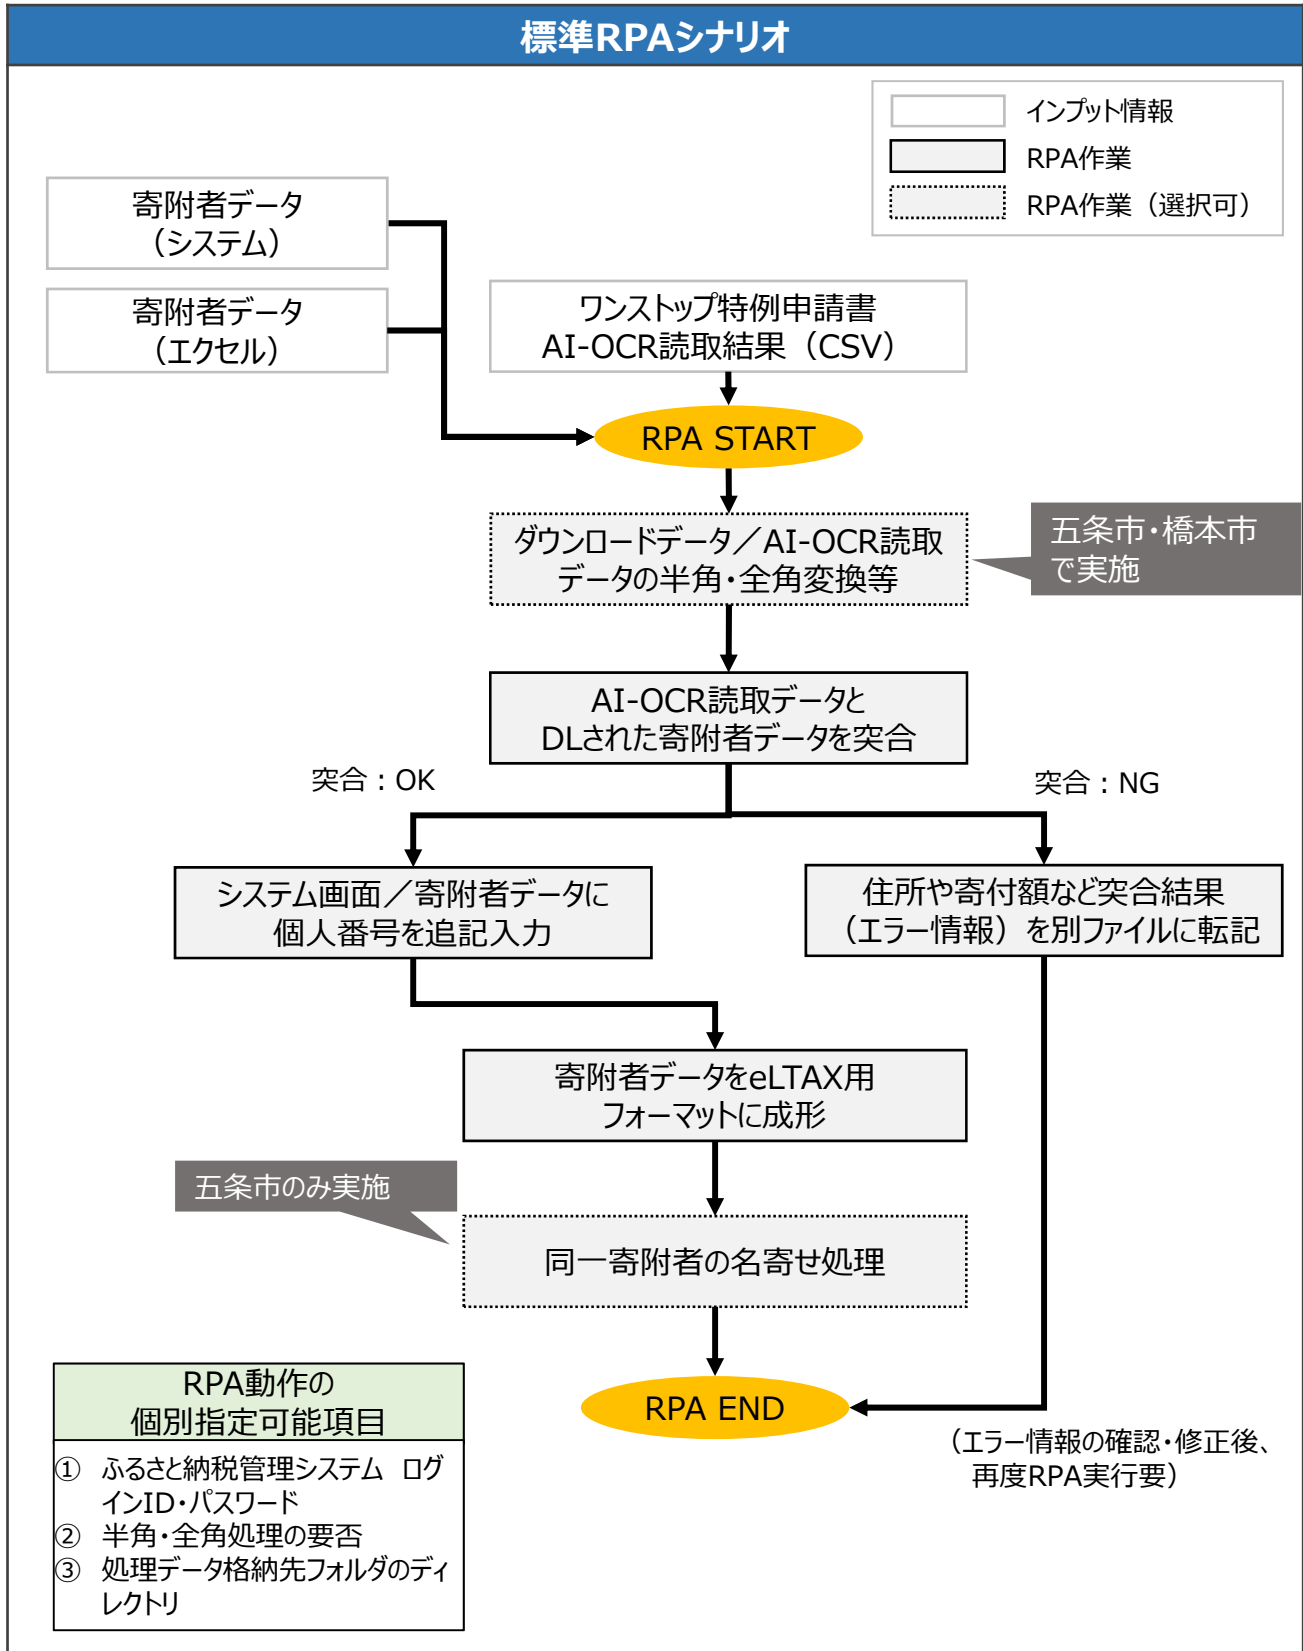 標準RPAシナリオ
インプット情報
RPA作業
RPA作業（選択可）
寄附者データ
（システム）
寄附者データ
（エクセル）
ワンストップ特例申請書
AI-OCR読取結果（CSV）
RPA START
ダウンロードデータ／AI-OCR読取
データの半角・全角変換等
五条市・橋本市
で実施
AI-OCR読取データと
DLされた寄附者データを突合
突合：OK
突合：NG
システム画面／寄附者データに
個人番号を追記入力
住所や寄付額など突合結果
（エラー情報）を別ファイルに転記
寄附者データをeLTAX用
フォーマットに成形
五条市のみ実施
同一寄附者の名寄せ処理
RPA END
（エラー情報の確認・修正後、
再度RPA実行要）
RPA動作の
個別指定可能項目
① ふるさと納税管理システム ログ
インID・パスワード
② 半角・全角処理の要否
③ 処理データ格納先フォルダのディ
レクトリ